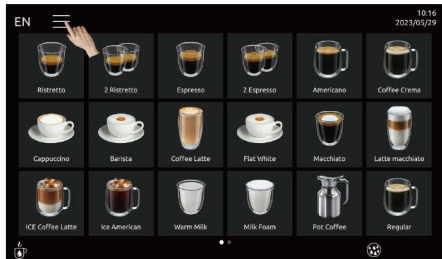 EN
10:16
2023/05/29
Ristretto
2 Ristretto
Espresso
2 Espresso
Americano
Coffee Crema
Cappuccino
Barista
Coffee Latte
Flat White
Macchiato
Latte macchiato
ICE Coffee Latte
Ice American
Warm Milk
Milk Foam
Pot Coffee
Regular